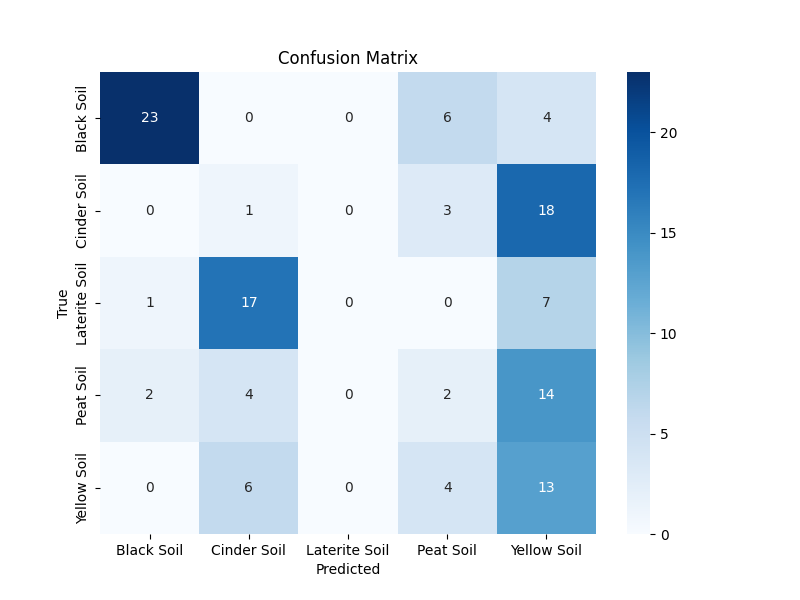 Confusion Matrix
True
Black Soil 23 0 0 6 4
Cinder Soil 0 1 0 3 18
Laterite Soil 1 17 0 0 7
Peat Soil 2 4 0 2 14
Yellow Soil 0 6 0 4 13
Black Soil Cinder Soil Laterite Soil Peat Soil Yellow Soil
Predicted
20
15
10
5
0